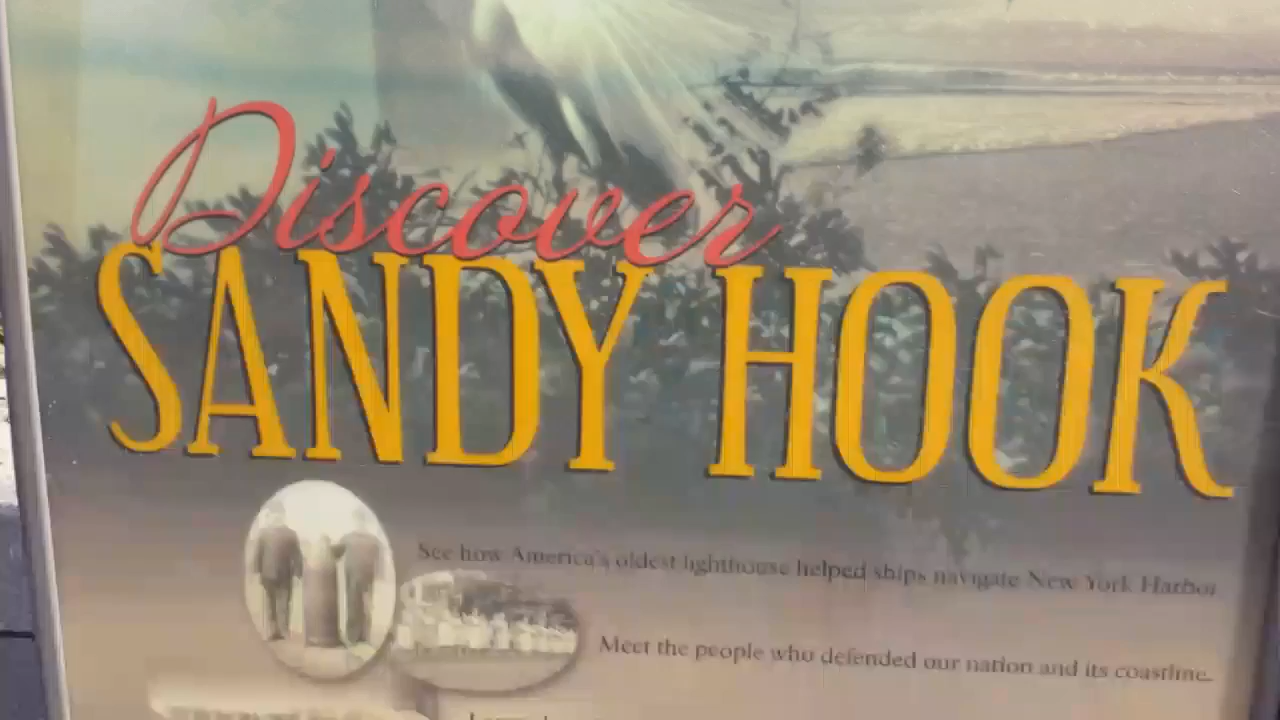 Discover
SANDY HOOK
See how America's oldest lighthouse helped ships navigate New York Harbor
Meet the people who defended our nation and its coastline.